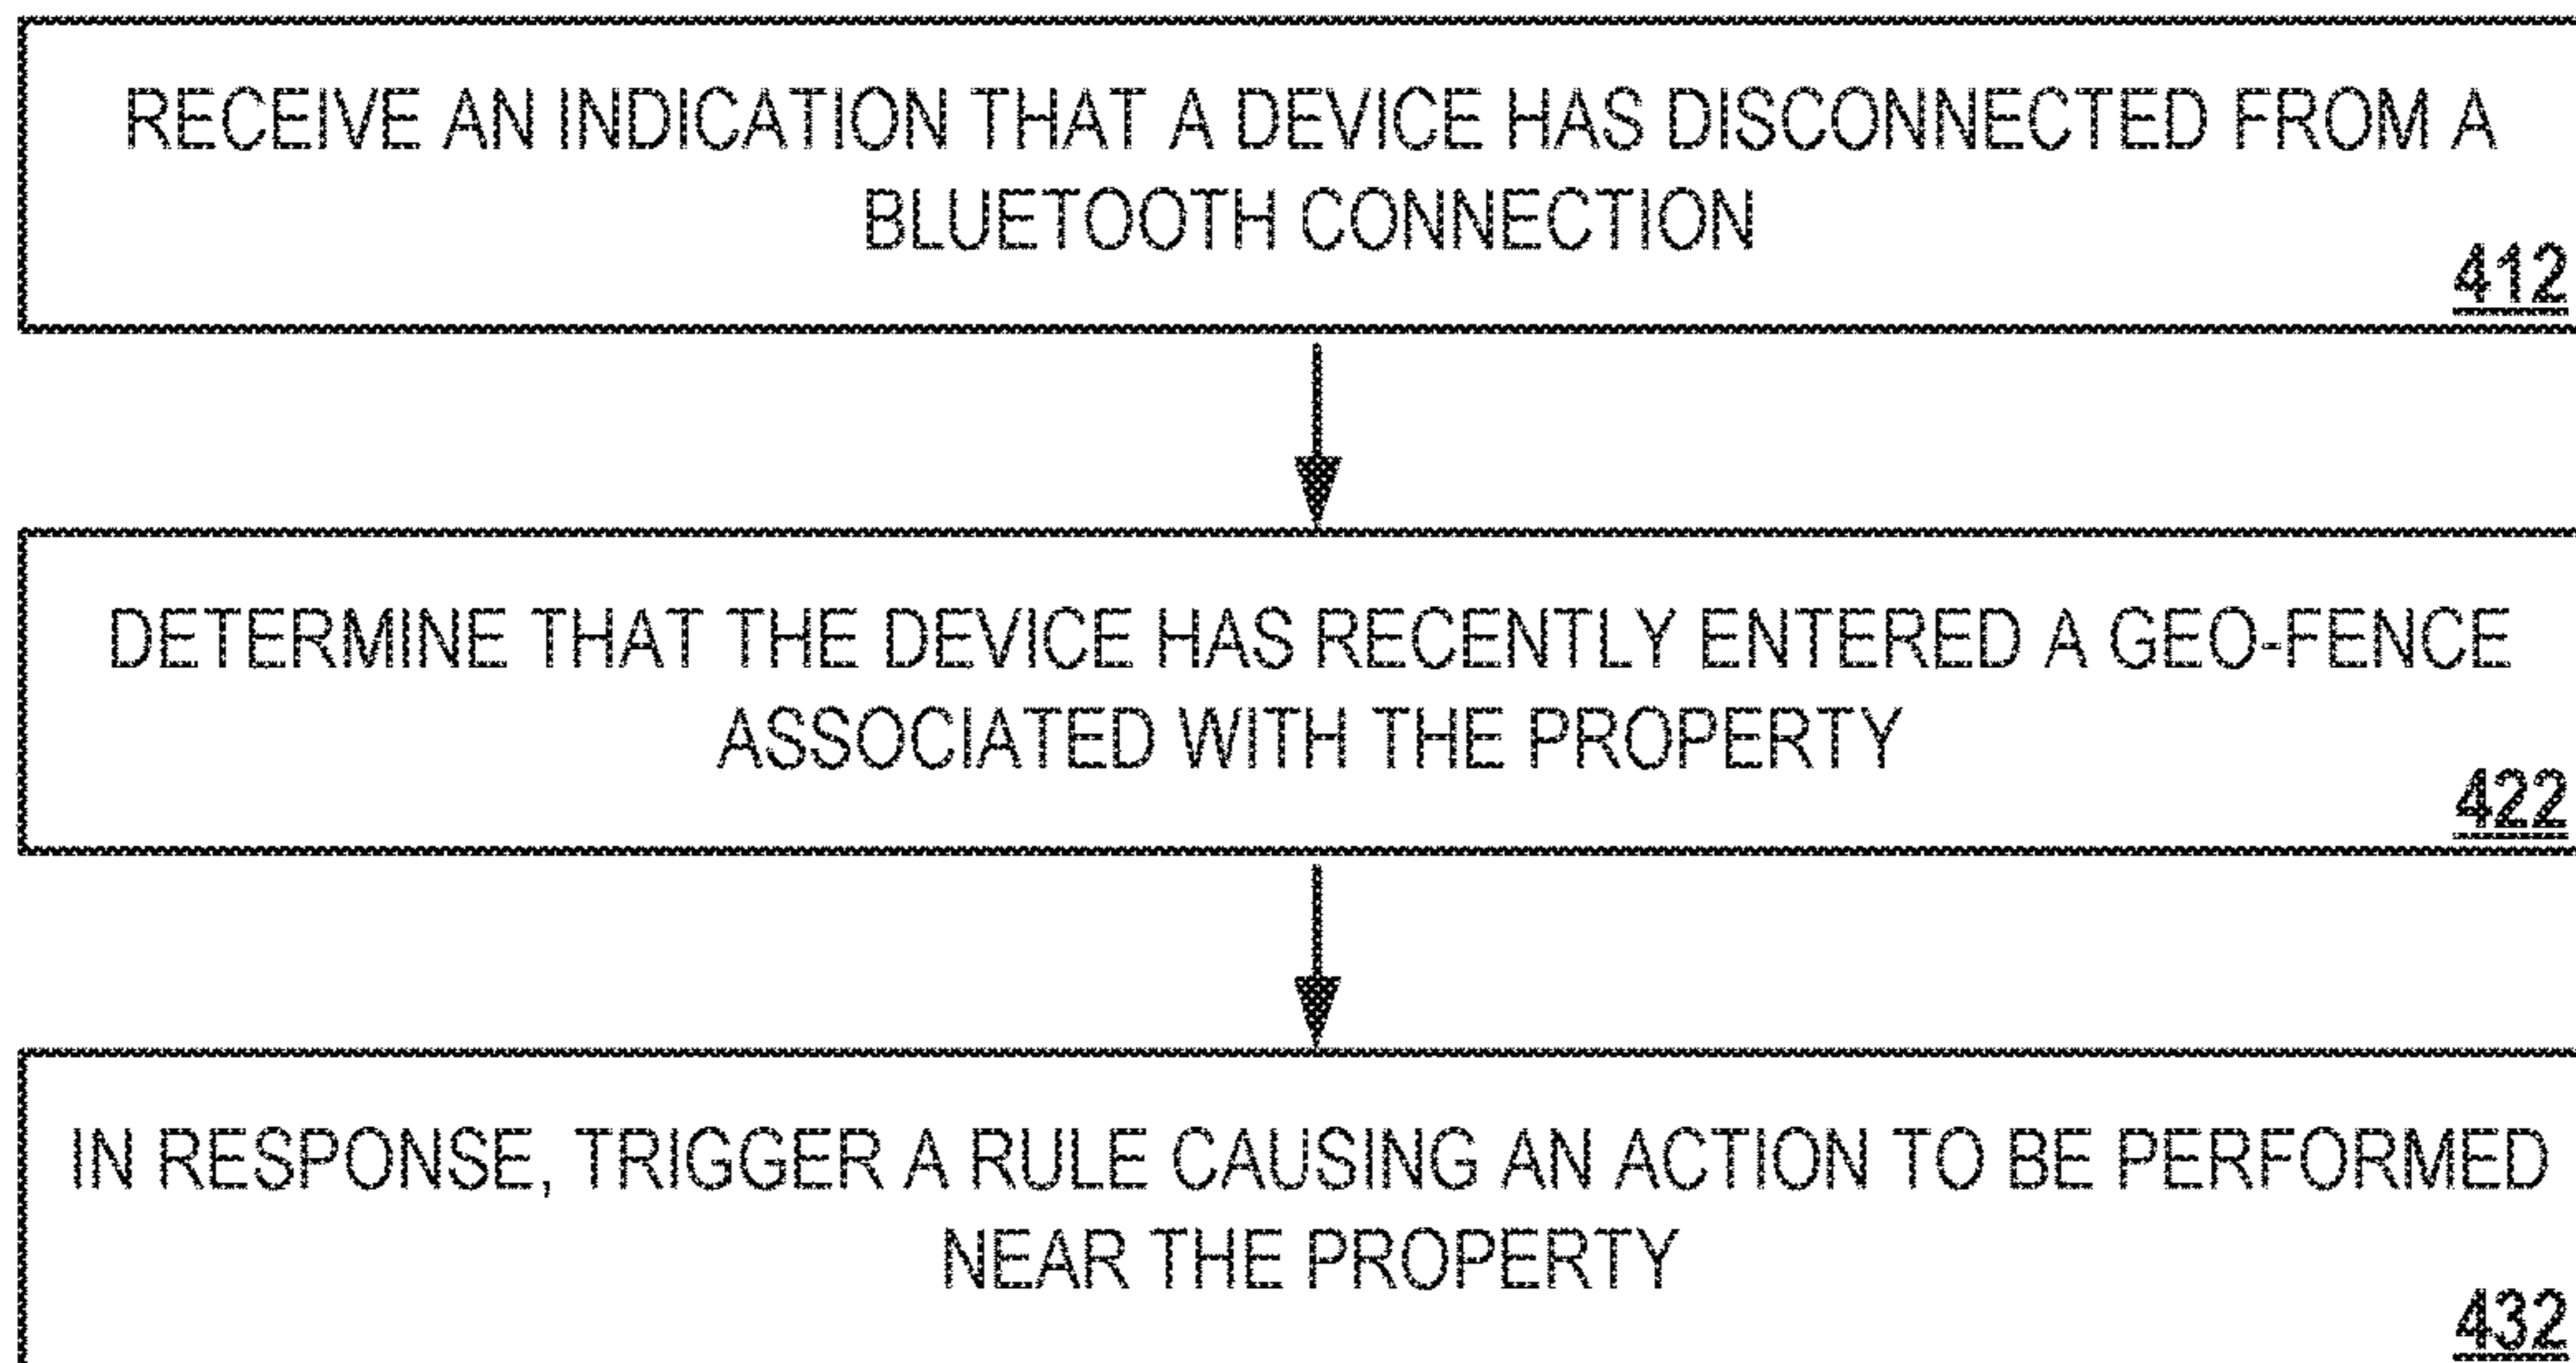 RECEIVE AN INDICATION THAT A DEVICE HAS DISCONNECTED FROM A
BLUETOOTH CONNECTION
412
DETERMINE THAT THE DEVICE HAS RECENTLY ENTERED A GEO-FENCE
ASSOCIATED WITH THE PROPERTY
422
IN RESPONSE, TRIGGER A RULE CAUSING AN ACTION TO BE PERFORMED
NEAR THE PROPERTY
432